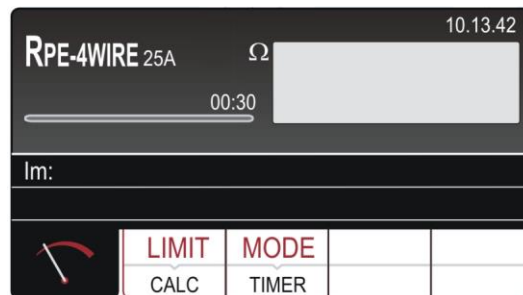 10.13.42
RPE-4WIRE 25A Ω
00:30
Im:
LIMIT MODE
CALC TIMER